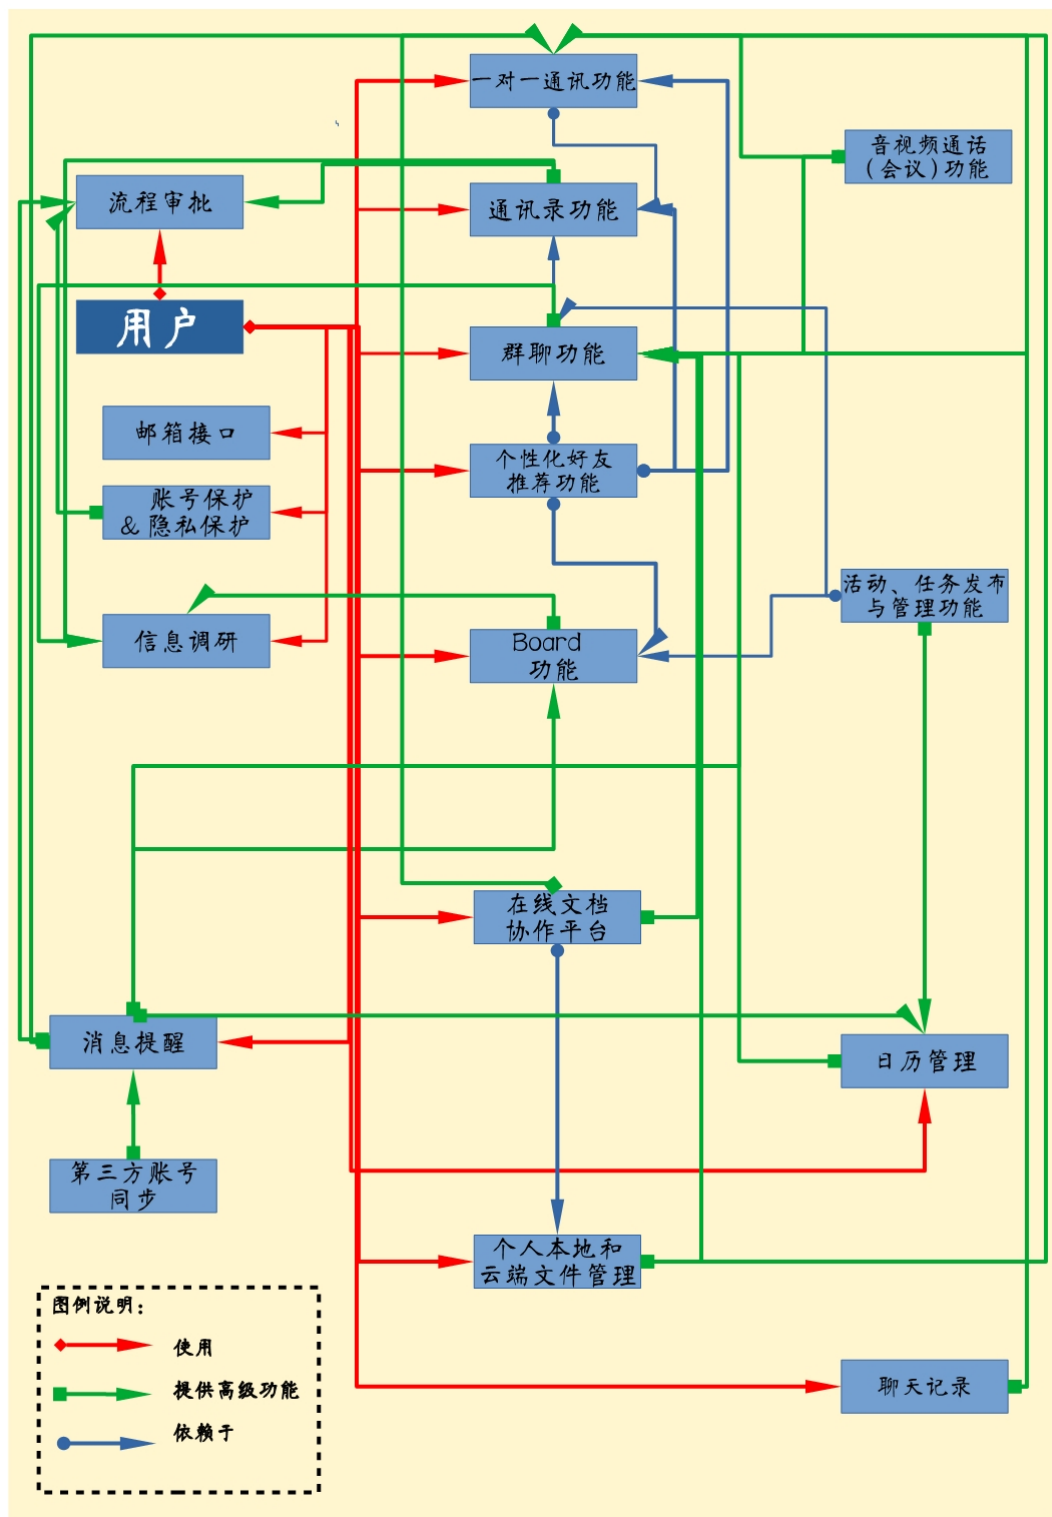 一对一通讯功能
音视频通话
（会议）功能
流程审批
通讯录功能
用户
群聊功能
邮箱接口
个性化好友
推荐功能
账号保护
&隐私保护
活动、任务发布
与管理功能
信息调研
Board
功能
在线文档
协作平台
消息提醒
日历管理
第三方账号
同步
个人本地和
云端文件管理
图例说明：
使用
提供高级功能
依赖于
聊天记录